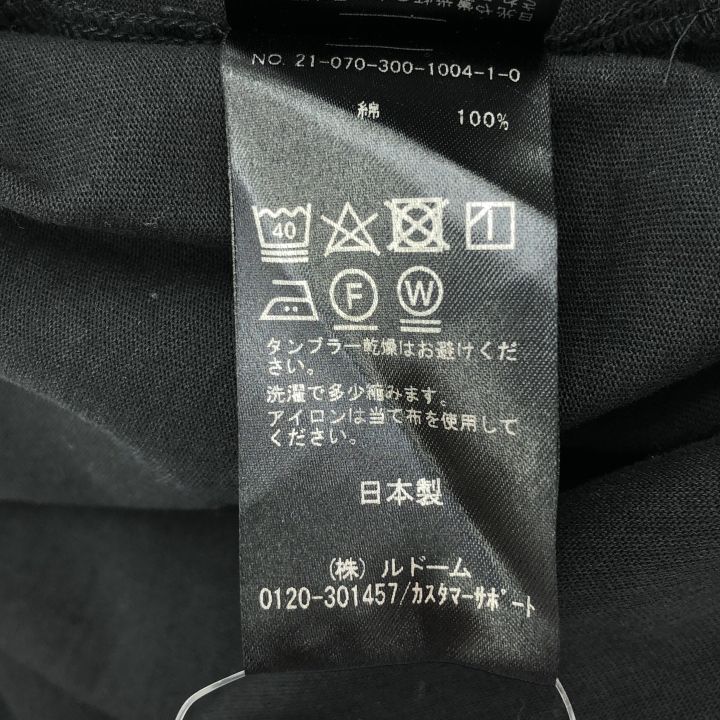 NO. 21-070-300-1004-1-0
綿 100%
40
F W
タンブラー乾燥はお避けくだ
さい。
洗濯で多少縮みます。
アイロンは当て布を使用して
ください。
日本製
(株) ルドーム
0120-301457/カスタマーサポート